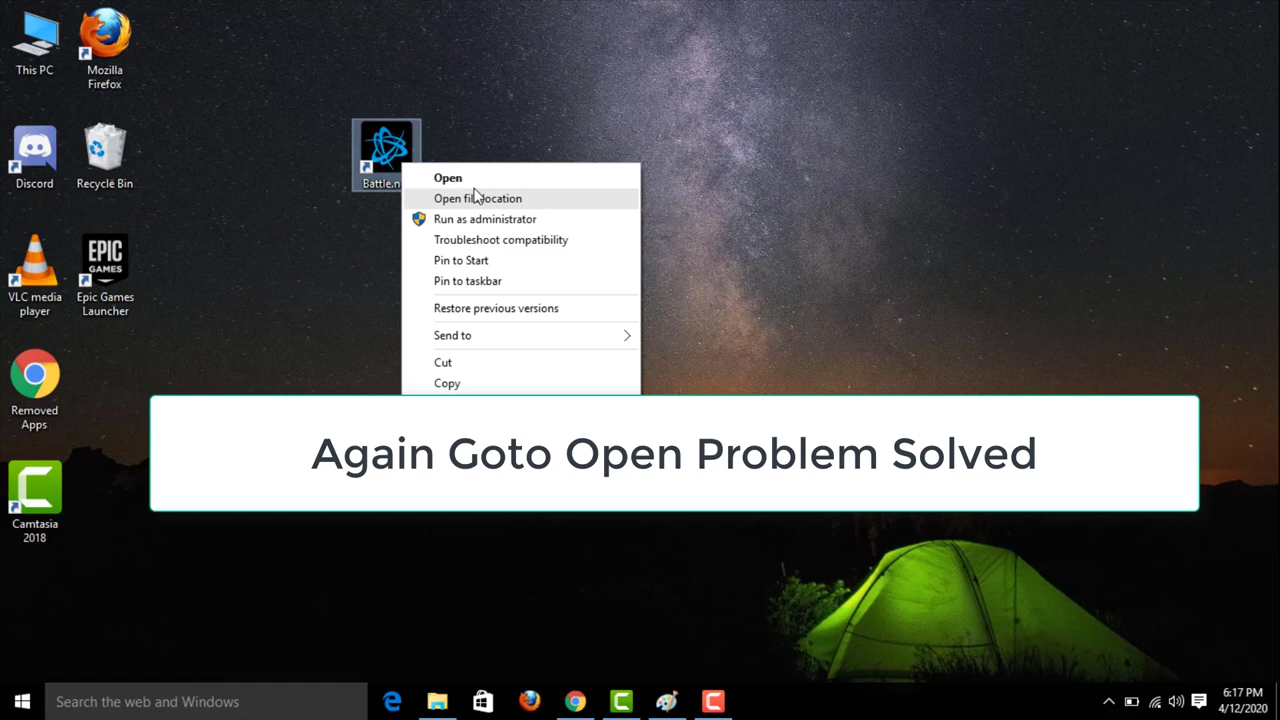 This PC
Mozilla
Firefox
Discord
Recycle Bin
VLC media
player
EPIC
GAMES
Epic Games
Launcher
Removed
Apps
Camtasia
2018
Battle.n
Open
Open fil location
Run as administrator
Troubleshoot compatibility
Pin to Start
Pin to taskbar
Restore previous versions
Send to
Cut
Copy
Again Goto Open Problem Solved
Search the web and Windows
6:17 PM
4/12/2020